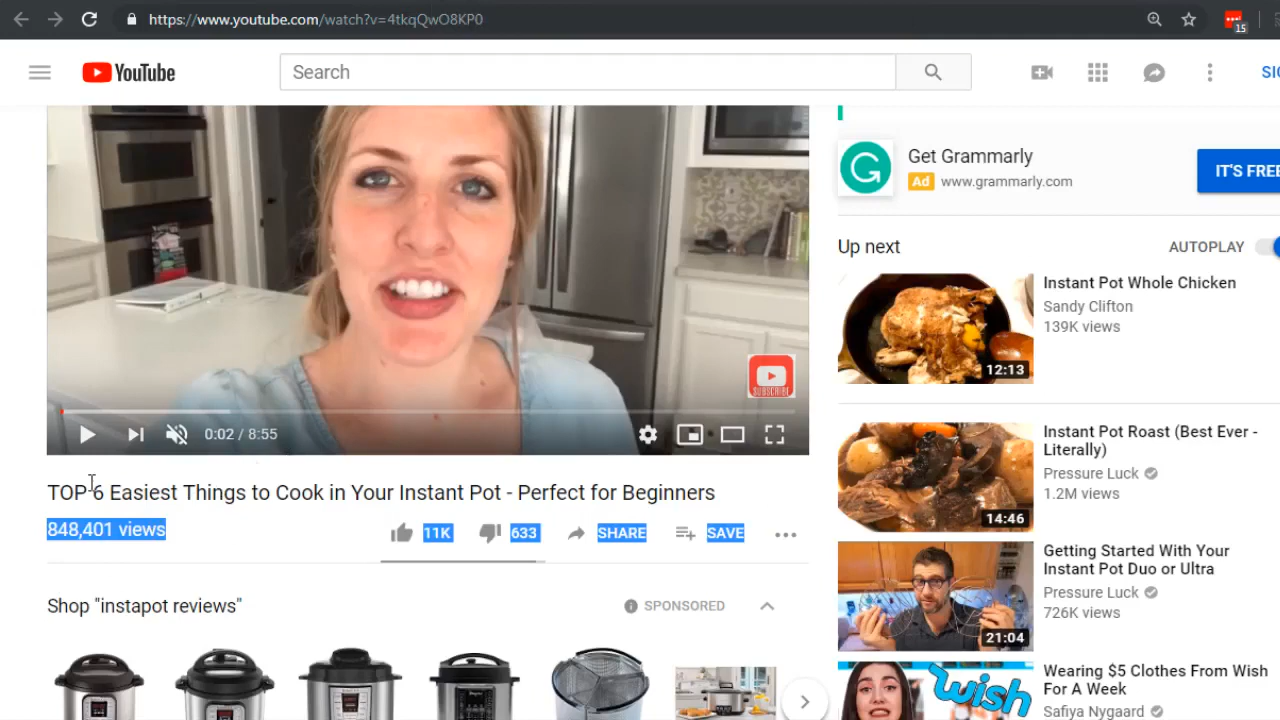 https://www.youtube.com/watch?v=4tkqQwO8KP0
15
YouTube
Search
SUBSCRIBE
0:02 / 8:55
TOP 6 Easiest Things to Cook in Your Instant Pot - Perfect for Beginners
848,401 views
11K
633
SHARE
SAVE
Shop "instapot reviews"
SPONSORED
Get Grammarly
Ad www.grammarly.com
IT'S FREE
Up next
AUTOPLAY
Instant Pot Whole Chicken
Sandy Clifton
139K views
12:13
Instant Pot Roast (Best Ever -
Literally)
Pressure Luck
1.2M views
14:46
Getting Started With Your
Instant Pot Duo or Ultra
Pressure Luck
726K views
21:04
Wearing $5 Clothes From Wish
For A Week
Safiya Nygaard
wish